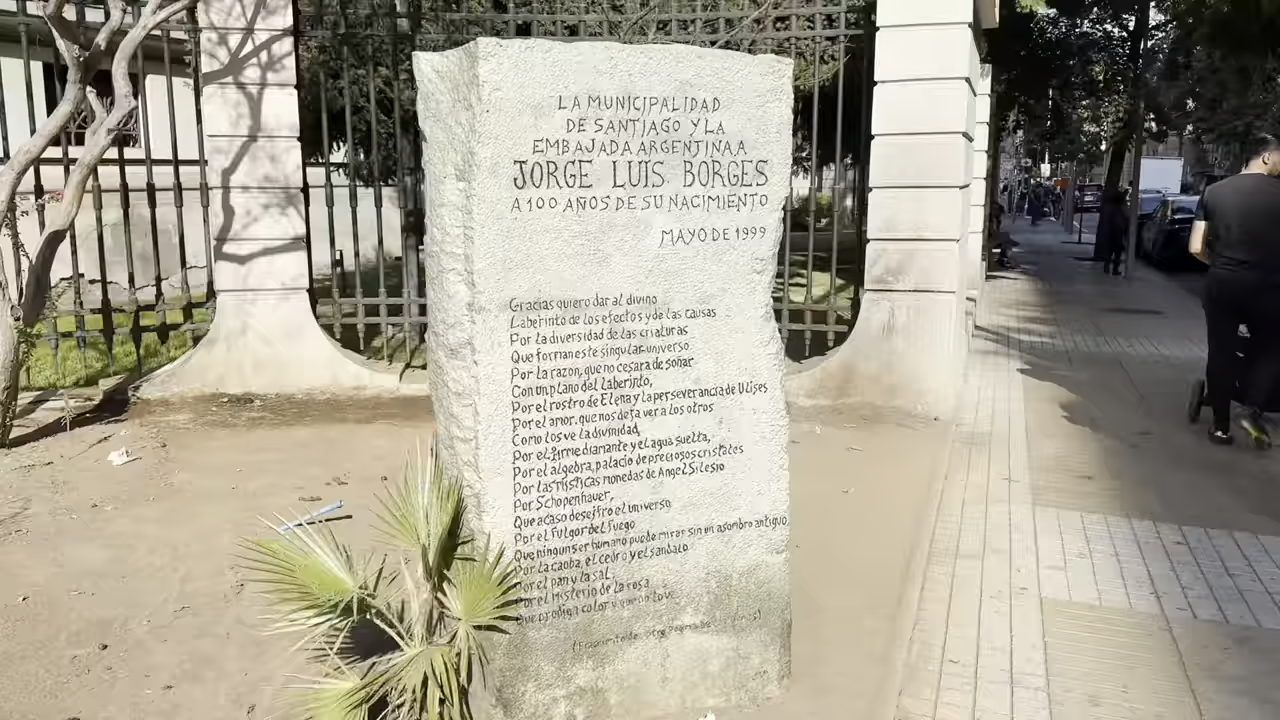 LA MUNICIPALIDAD
DE SANTIAGO Y LA
EMBAJADA ARGENTINA A
JORGE LUIS BORGES
A 100 AÑOS DE SU NACIMIENTO
MAYO DE 1999
Gracias quiero dar al divino
Laberinto de los efectos y de las causas
Por la diversidad de las criaturas
Que forman este singular universo
Por la razon, que no cesara de soñar
Con un plano del laberinto,
Por el rostro de Elena y la perseverancia de Ulises
Por el amor, que nos deja ver a los otros
Como los ve la divinidad,
Por el firme diamante y el agua suelta,
Por el algebra, palacio de preciosos cristales
Por las misticas monedas de Angel Silesio
Por Schopenhauer,
Que acaso descifro el universo
Por el fulgor del fuego
Que ningun ser humano puede mirar sin un asombro antiguo
Por la caoba, el cedro y el sandalo
Por el pan y la sal
Por el misterio de la rosa
Que prodiga color y que no lo ve
(Fragmento de otro poema de los